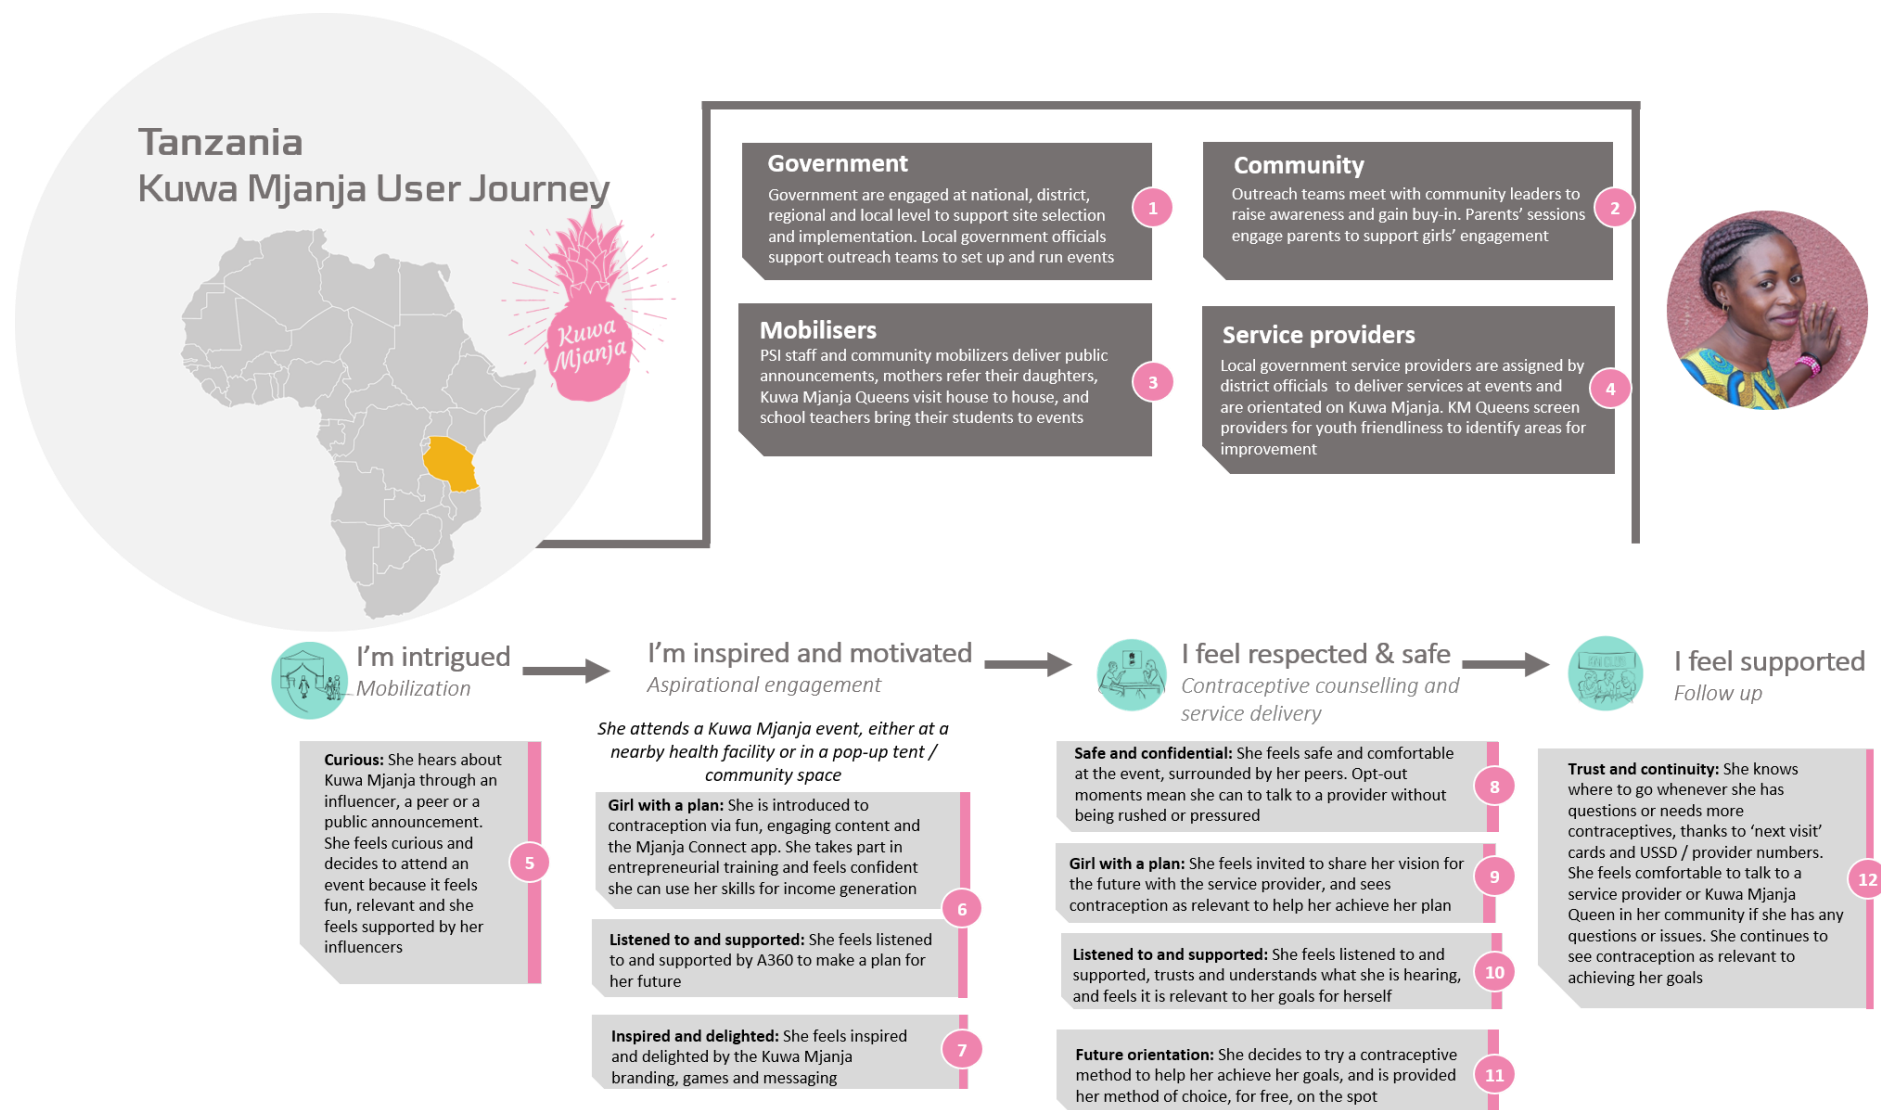 Tanzania
Kuwa Mjanja User Journey
Kuwa
Mjanja
Government
Government are engaged at national, district,
regional and local level to support site selection
and implementation. Local government officials
support outreach teams to set up and run events
1
Community
Outreach teams meet with community leaders to
raise awareness and gain buy-in. Parents' sessions
engage parents to support girls' engagement
2
Mobilisers
PSI staff and community mobilizers deliver public
announcements, mothers refer their daughters,
Kuwa Mjanja Queens visit house to house, and
school teachers bring their students to events
3
Service providers
Local government service providers are assigned by
district officials to deliver services at events and
are orientated on Kuwa Mjanja. KM Queens screen
providers for youth friendliness to identify areas for
improvement
4
I'm intrigued
Mobilization
Curious: She hears about
Kuwa Mjanja through an
influencer, a peer or a
public announcement.
She feels curious and
decides to attend an
event because it feels
fun, relevant and she
feels supported by her
influencers
5
I'm inspired and motivated
Aspirational engagement
She attends a Kuwa Mjanja event, either at a
nearby health facility or in a pop-up tent /
community space
Girl with a plan: She is introduced to
contraception via fun, engaging content and
the Mjanja Connect app. She takes part in
entrepreneurial training and feels confident
she can use her skills for income generation
6
Listened to and supported: She feels listened
to and supported by A360 to make a plan for
her future
Inspired and delighted: She feels inspired
and delighted by the Kuwa Mjanja
branding, games and messaging
7
I feel respected & safe
Contraceptive counselling and
service delivery
Safe and confidential: She feels safe and comfortable
at the event, surrounded by her peers. Opt-out
moments mean she can to talk to a provider without
being rushed or pressured
8
Girl with a plan: She feels invited to share her vision for
the future with the service provider, and sees
contraception as relevant to help her achieve her plan
9
Listened to and supported: She feels listened to and
supported, trusts and understands what she is hearing,
and feels it is relevant to her goals for herself
10
Future orientation: She decides to try a contraceptive
method to help her achieve her goals, and is provided
her method of choice, for free, on the spot
11
I feel supported
Follow up
Trust and continuity: She knows
where to go whenever she has
questions or needs more
contraceptives, thanks to 'next visit'
cards and USSD / provider numbers.
She feels comfortable to talk to a
service provider or Kuwa Mjanja
Queen in her community if she has any
questions or issues. She continues to
see contraception as relevant to
achieving her goals
12